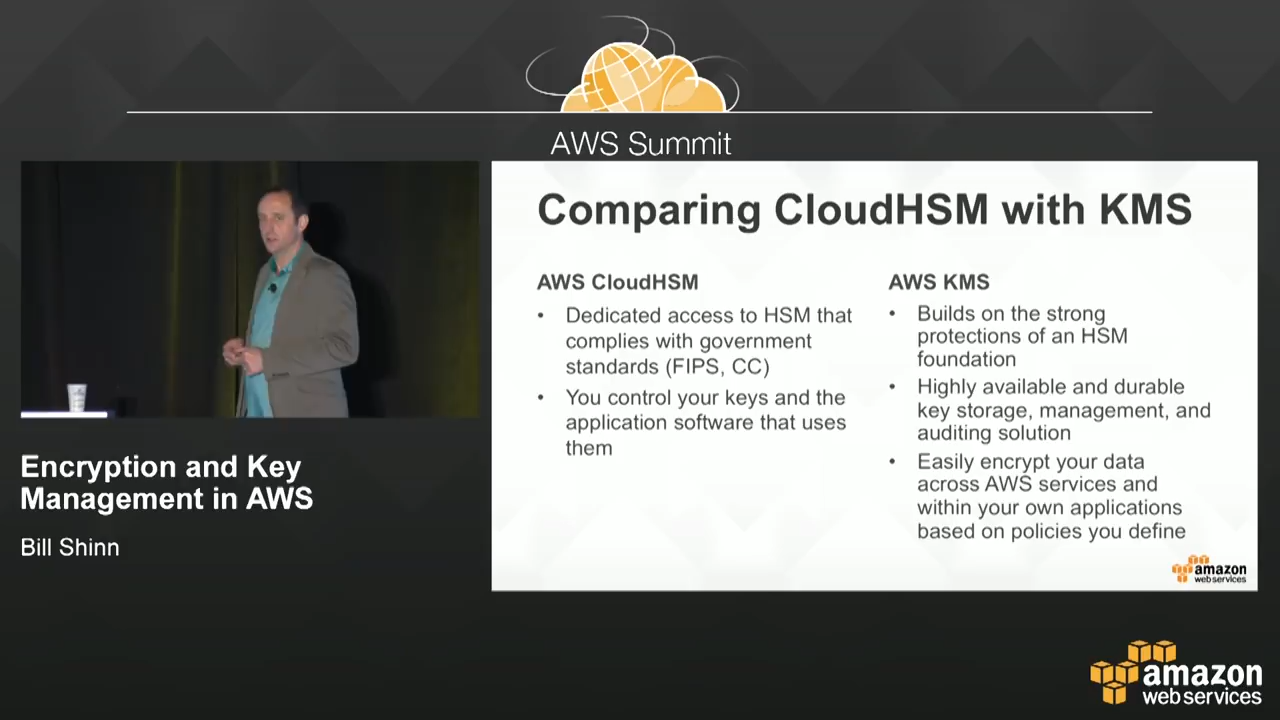 AWS Summit
Comparing CloudHSM with KMS
AWS CloudHSM
• Dedicated access to HSM that
complies with government
standards (FIPS, CC)
• You control your keys and the
application software that uses
them
AWS KMS
• Builds on the strong
protections of an HSM
foundation
• Highly available and durable
key storage, management, and
auditing solution
• Easily encrypt your data
across AWS services and
within your own applications
based on policies you define
amazon
web services
Encryption and Key
Management in AWS
Bill Shinn
amazon
web services